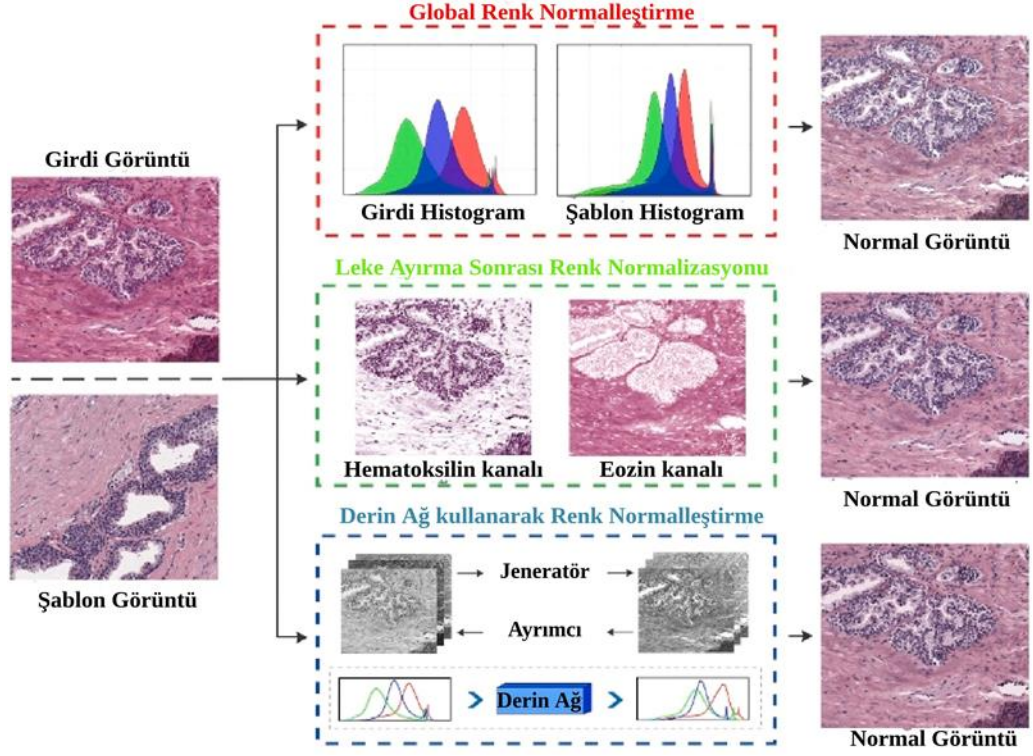 Global Renk Normalleştirme
Girdi Görüntü
Girdi Histogram
Şablon Histogram
Normal Görüntü
Leke Ayırma Sonrası Renk Normalizasyonu
Hematoksilin kanalı
Eozin kanalı
Normal Görüntü
Şablon Görüntü
Derin Ağ kullanarak Renk Normalleştirme
Jeneratör
Ayrımcı
Derin Ağ
Normal Görüntü